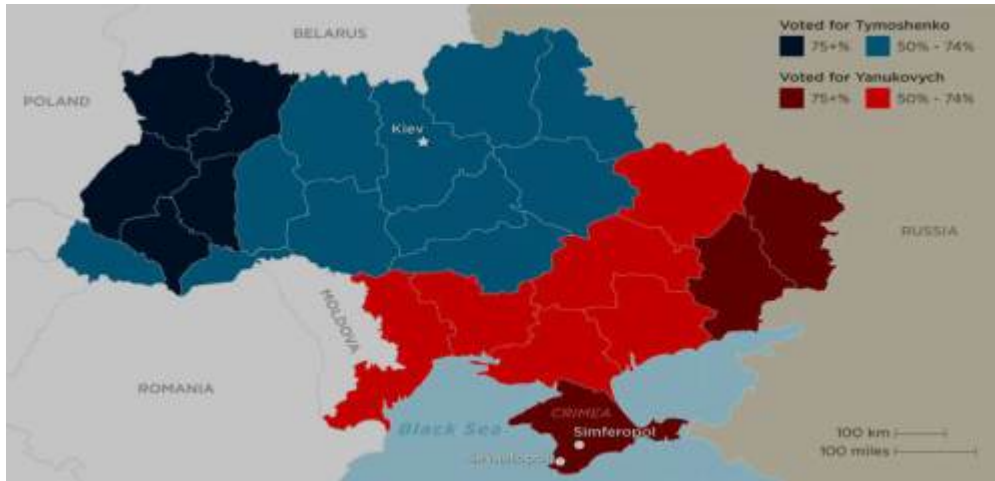 Voted for Tymoshenko
75+% 50% - 74%
Voted for Yanukovych
75+% 50% - 74%
BELARUS
POLAND
Kiev
RUSSIA
MOLDOVA
ROMANIA
CRIMEA
Simferopol
Black Sea
100 km
100 miles